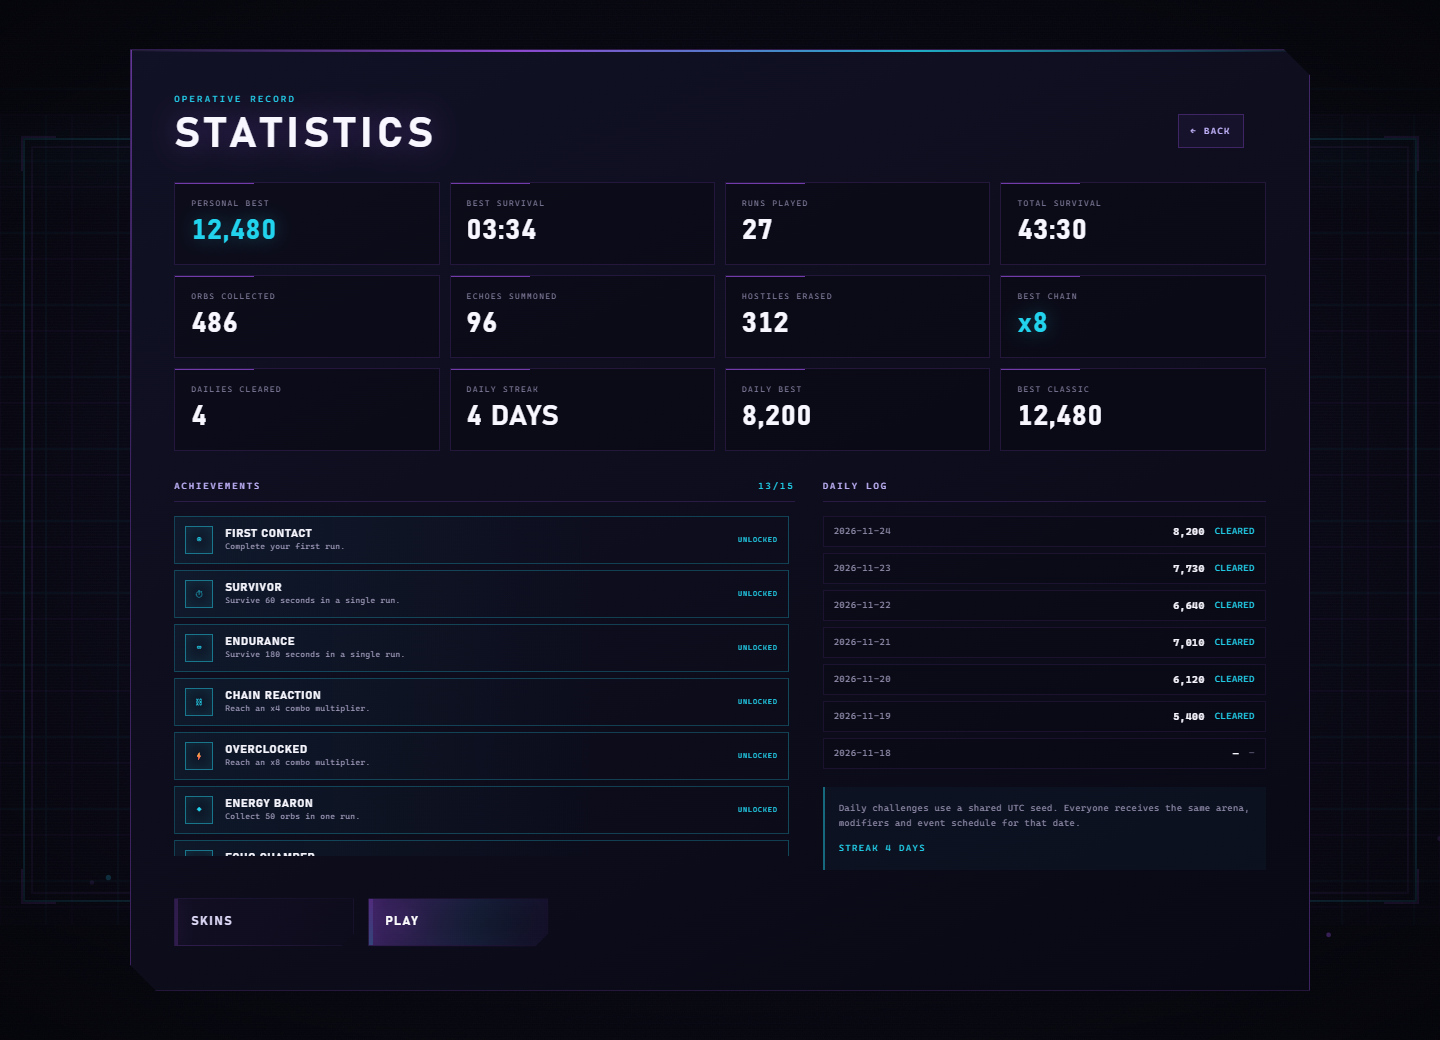 OPERATIVE RECORD
STATISTICS
← BACK
PERSONAL BEST
12,480
BEST SURVIVAL
03:34
RUNS PLAYED
27
TOTAL SURVIVAL
43:30
ORBS COLLECTED
486
ECHOES SUMMONED
96
HOSTILES ERASED
312
BEST CHAIN
x8
DAILIES CLEARED
4
DAILY STREAK
4 DAYS
DAILY BEST
8,200
BEST CLASSIC
12,480
ACHIEVEMENTS 13/15
FIRST CONTACT
Complete your first run.
UNLOCKED
SURVIVOR
Survive 60 seconds in a single run.
UNLOCKED
ENDURANCE
Survive 180 seconds in a single run.
UNLOCKED
CHAIN REACTION
Reach an x4 combo multiplier.
UNLOCKED
OVERCLOCKED
Reach an x8 combo multiplier.
UNLOCKED
ENERGY BARON
Collect 50 orbs in one run.
UNLOCKED
ECHO CHAMBER
DAILY LOG
2026-11-24 8,200 CLEARED
2026-11-23 7,730 CLEARED
2026-11-22 6,640 CLEARED
2026-11-21 7,010 CLEARED
2026-11-20 6,120 CLEARED
2026-11-19 5,400 CLEARED
2026-11-18 — —
Daily challenges use a shared UTC seed. Everyone receives the same arena,
modifiers and event schedule for that date.
STREAK 4 DAYS
SKINS
PLAY